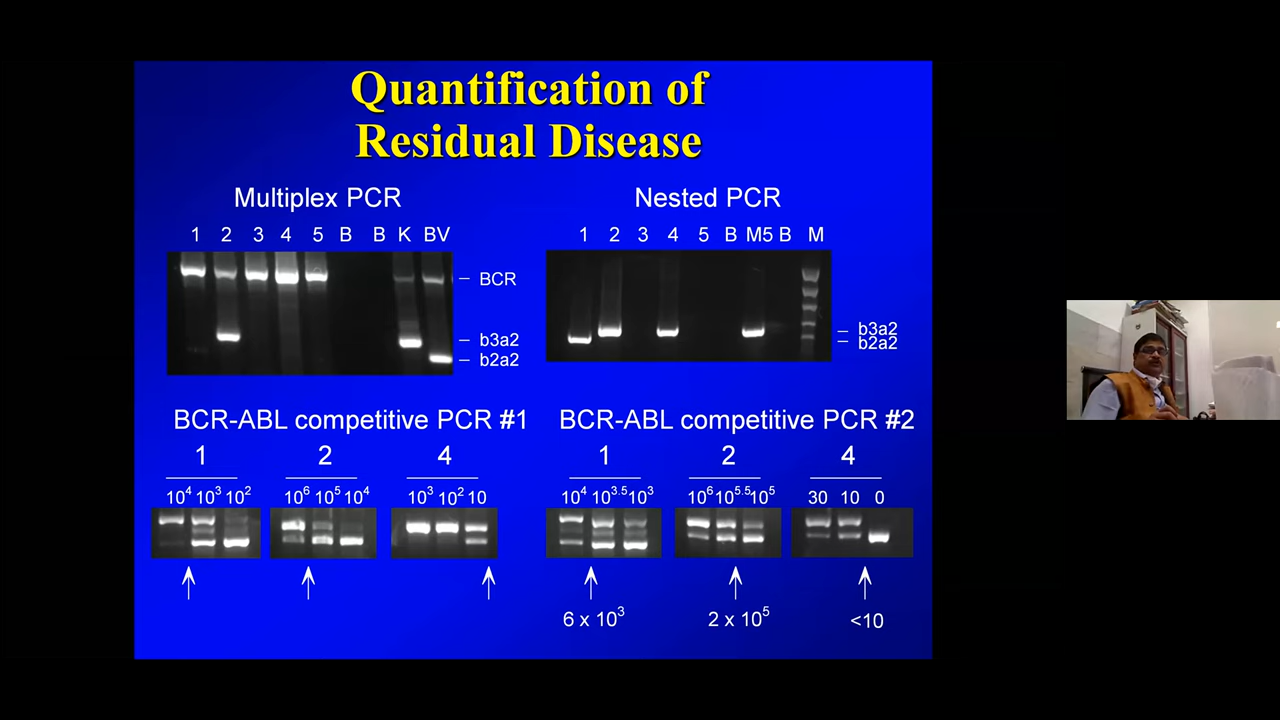 Quantification of
Residual Disease
Multiplex PCR
1 2 3 4 5 B B K BV
BCR
b3a2
b2a2
Nested PCR
1 2 3 4 5 B M5 B M
b3a2
b2a2
BCR-ABL competitive PCR #1
1 2 4
10⁴ 10³ 10² 10⁶ 10⁵ 10⁴ 10³ 10² 10
BCR-ABL competitive PCR #2
1 2 4
10⁴ 10³·⁵ 10³ 10⁶ 10⁵·⁵ 10⁵ 30 10 0
6 x 10³ 2 x 10⁵ <10